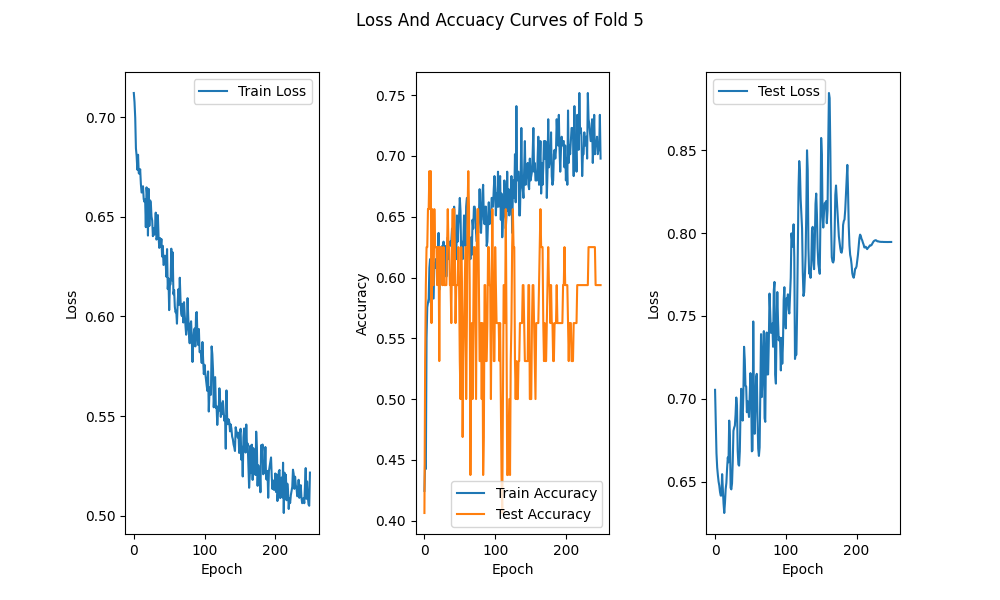 Loss And Accuacy Curves of Fold 5
Train Loss
0.70
0.65
0.60
0.55
0.50
Loss
0
100
200
Epoch
0.75
0.70
0.65
0.60
0.55
0.50
0.45
0.40
Accuracy
Train Accuracy
Test Accuracy
0
100
200
Epoch
Test Loss
0.85
0.80
0.75
0.70
0.65
Loss
0
100
200
Epoch